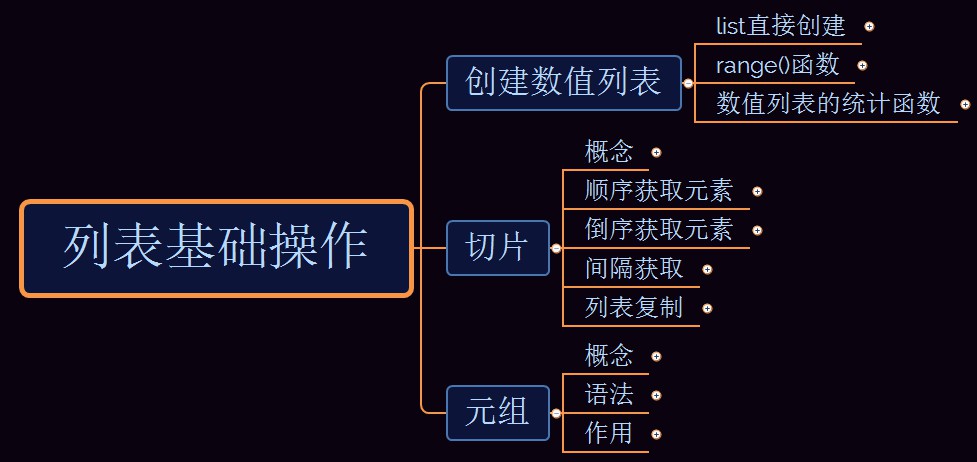 列表基础操作
创建数值列表
list直接创建
range()函数
数值列表的统计函数
切片
概念
顺序获取元素
倒序获取元素
间隔获取
列表复制
元组
概念
语法
作用